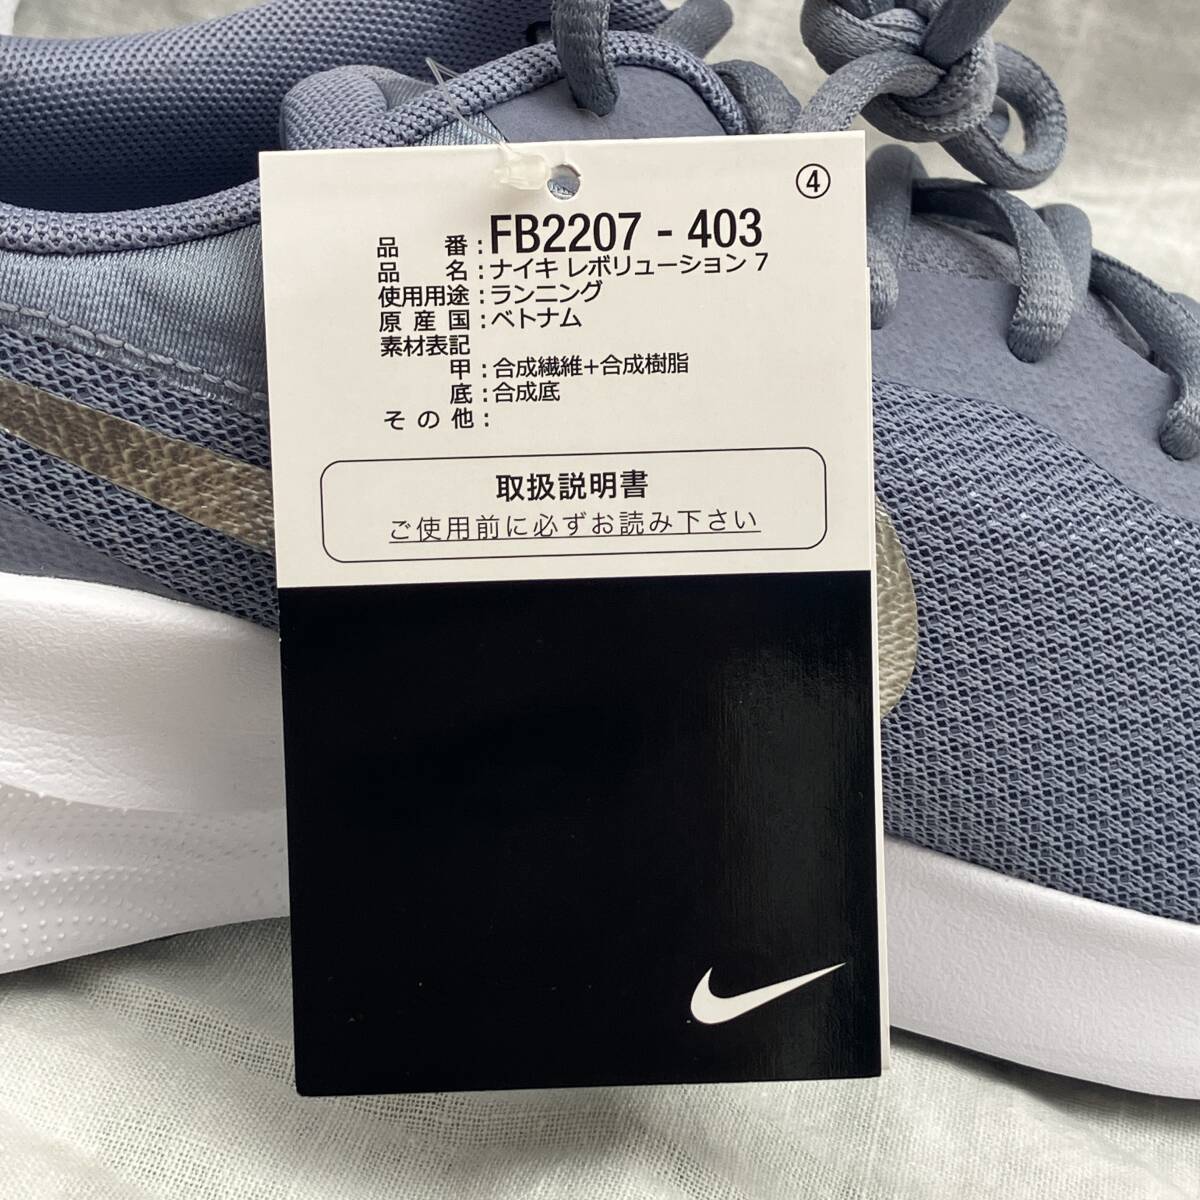 ④
品 番 : FB2207 - 403
品 名 : ナイキ レボリューション 7
使用用途 : ランニング
原 産 国 : ベトナム
素材表記
甲 : 合成繊維+合成樹脂
底 : 合成底
そ の 他 :
取扱説明書
ご使用前に必ずお読み下さい